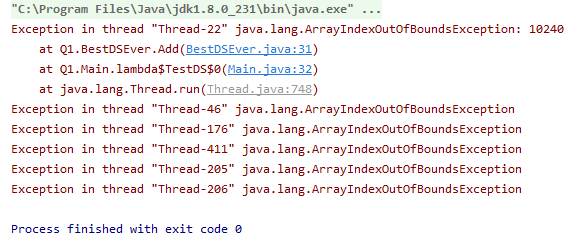 "C:\Program Files\Java\jdk1.8.0_231\bin\java.exe" ...
Exception in thread "Thread-22" java.lang.ArrayIndexOutOfBoundsException: 10240
at Q1.BestDSEver.Add(BestDSEver.java:31)
at Q1.Main.lambda$TestDS$0(Main.java:32)
at java.lang.Thread.run(Thread.java:748)
Exception in thread "Thread-46" java.lang.ArrayIndexOutOfBoundsException
Exception in thread "Thread-176" java.lang.ArrayIndexOutOfBoundsException
Exception in thread "Thread-411" java.lang.ArrayIndexOutOfBoundsException
Exception in thread "Thread-205" java.lang.ArrayIndexOutOfBoundsException
Exception in thread "Thread-206" java.lang.ArrayIndexOutOfBoundsException
Process finished with exit code 0